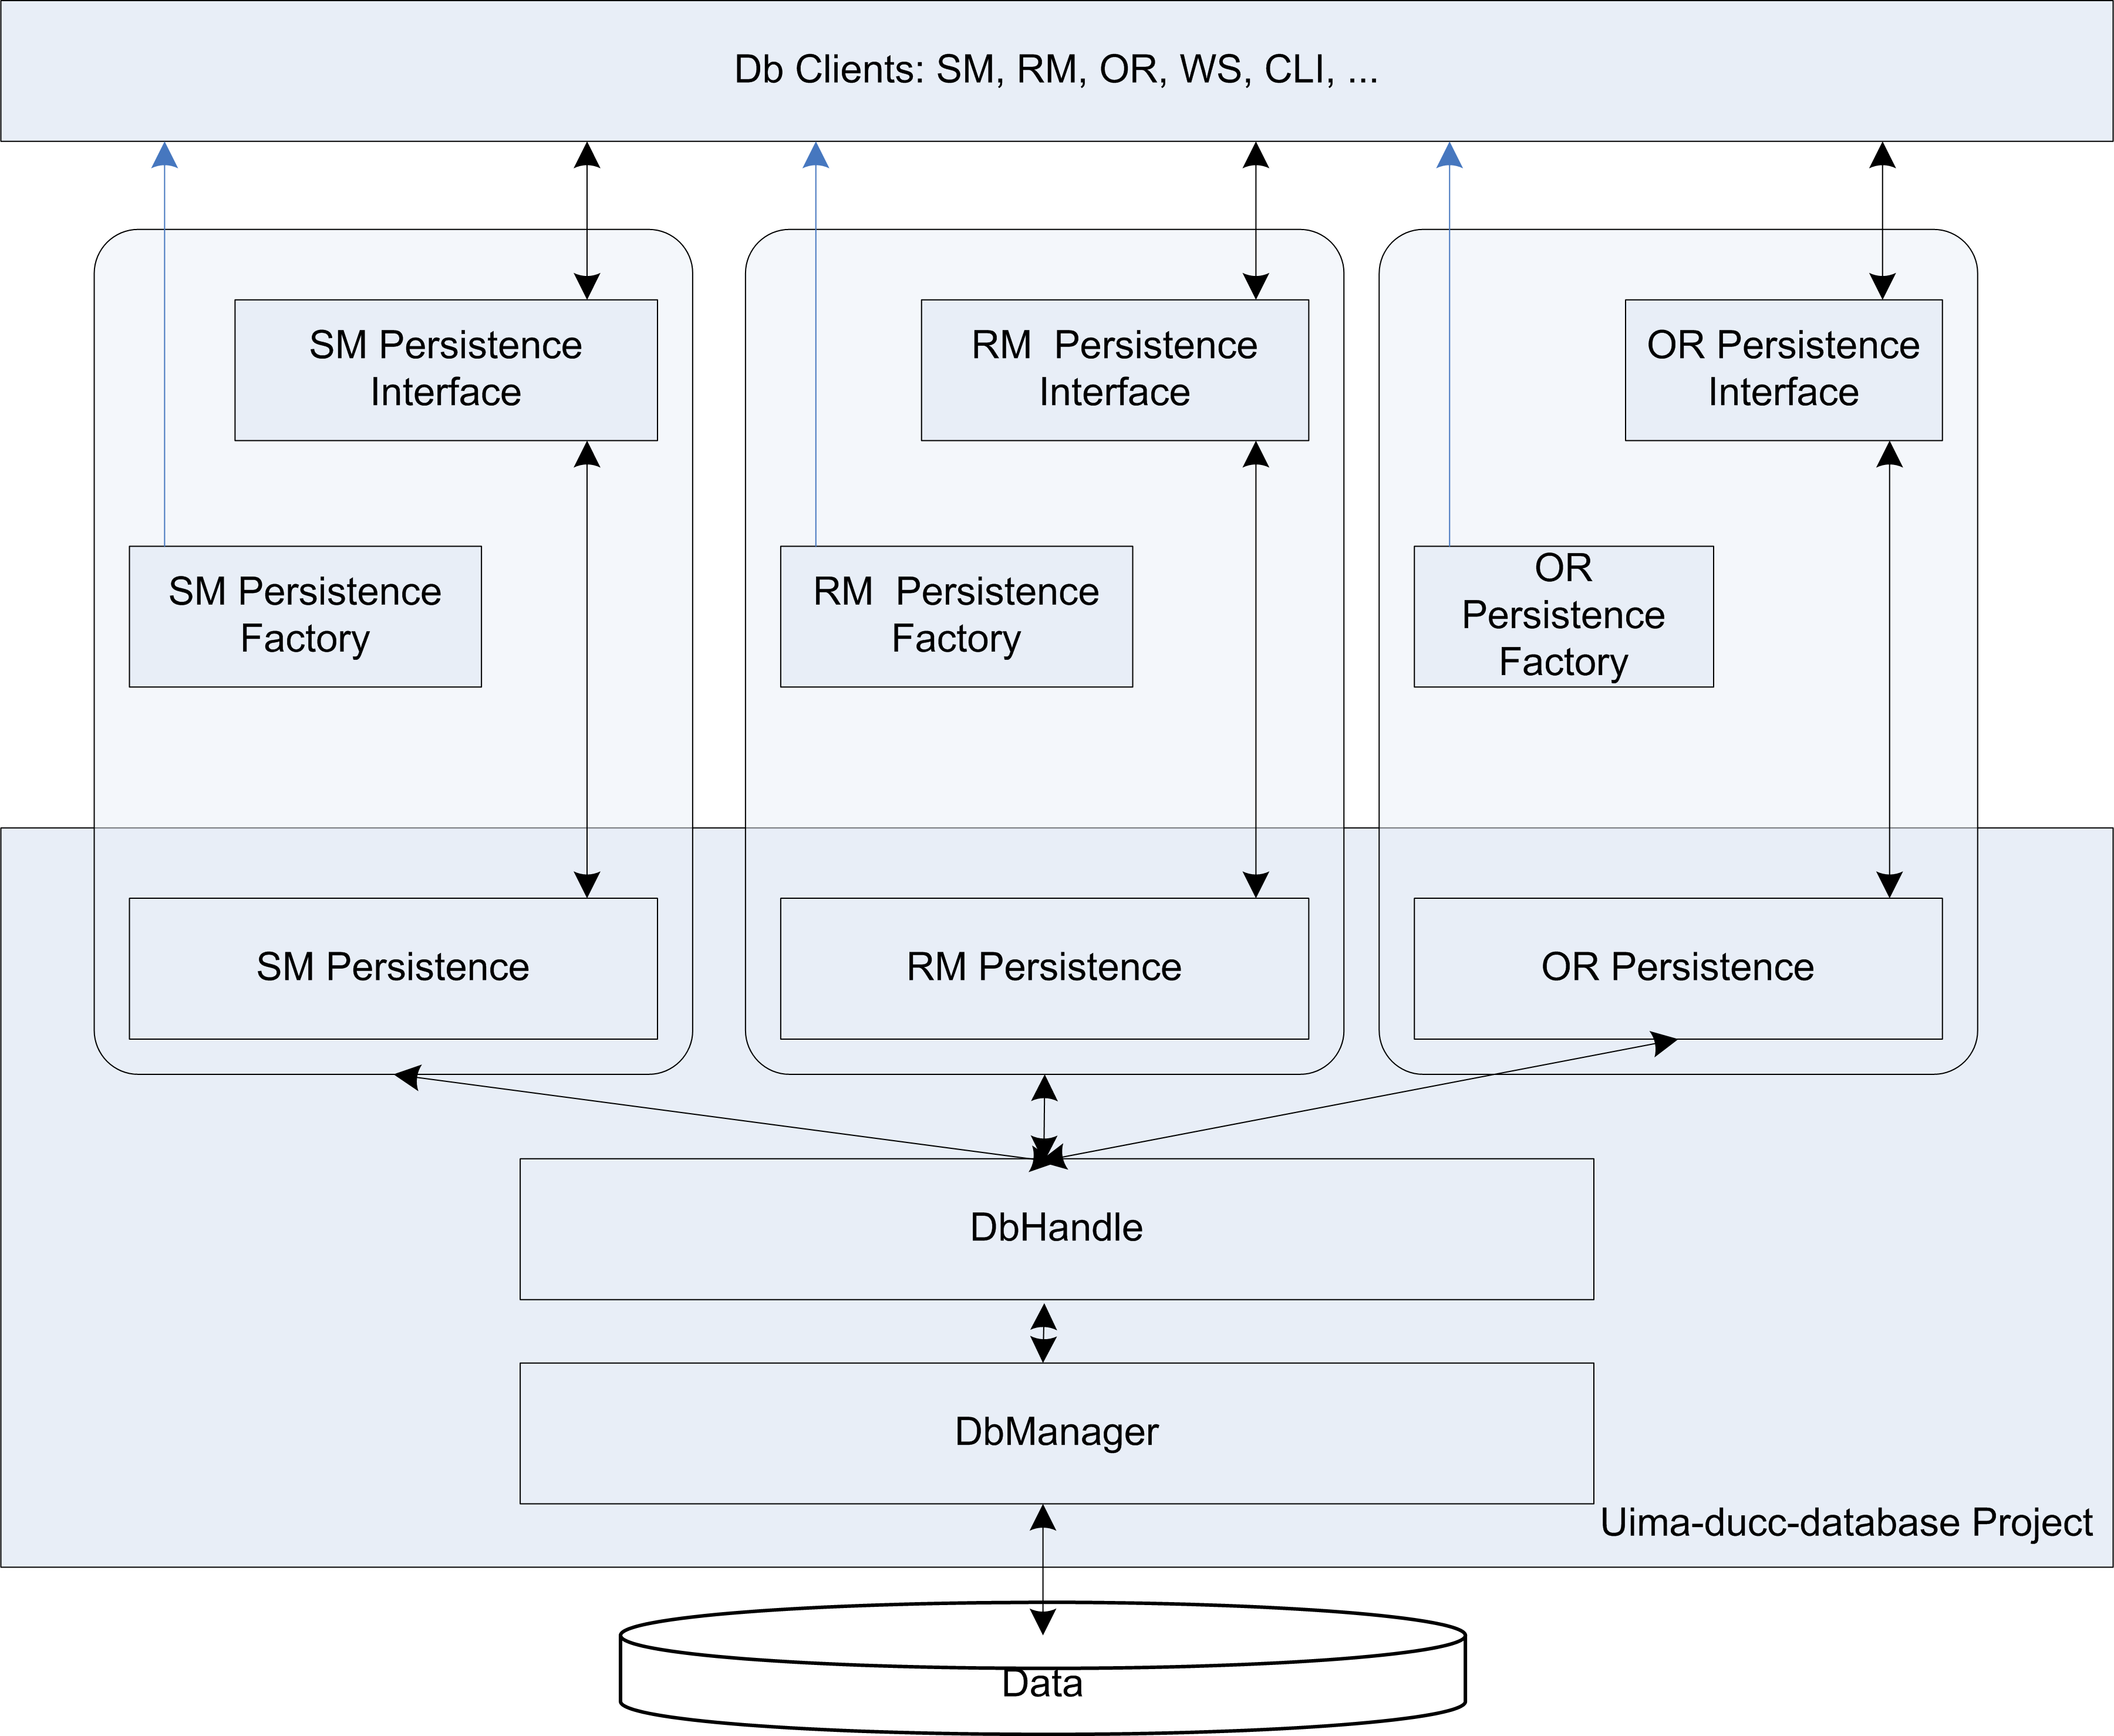 Db Clients: SM, RM, OR, WS, CLI, ...
SM Persistence
Interface
RM  Persistence
Interface
OR Persistence
Interface
SM Persistence
Factory
RM  Persistence
Factory
OR
Persistence
Factory
SM Persistence
RM Persistence
OR Persistence
DbHandle
DbManager
Uima-ducc-database Project
Data